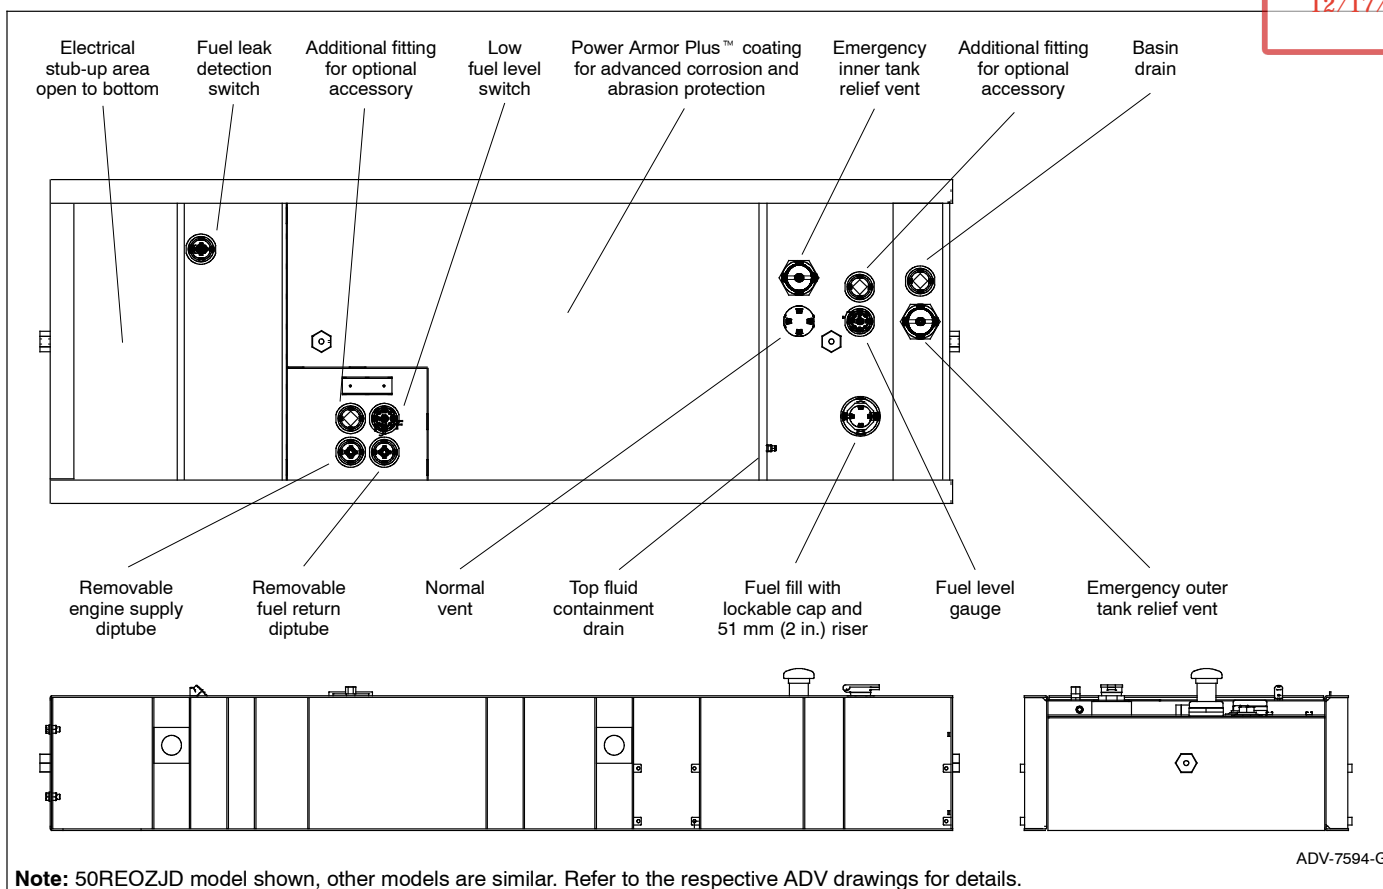 12/17/
Electrical
stub-up area
open to bottom
Fuel leak
detection
switch
Additional fitting
for optional
accessory
Low
fuel level
switch
Power Armor Plus™ coating
for advanced corrosion and
abrasion protection
Emergency
inner tank
relief vent
Additional fitting
for optional
accessory
Basin
drain
Removable
engine supply
diptube
Removable
fuel return
diptube
Normal
vent
Top fluid
containment
drain
Fuel fill with
lockable cap and
51 mm (2 in.) riser
Fuel level
gauge
Emergency outer
tank relief vent
ADV-7594-G
Note: 50REOZJD model shown, other models are similar. Refer to the respective ADV drawings for details.